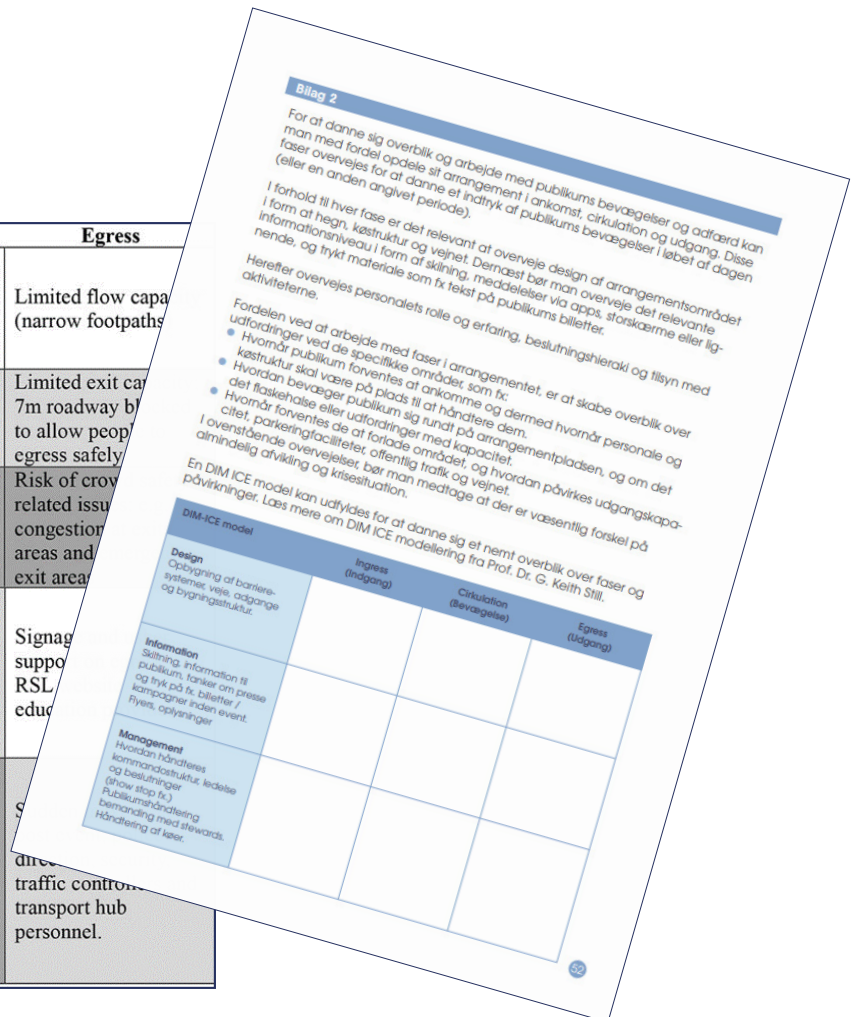 Egress
Limited flow capa
(narrow footpaths
Limited exit ca
7m roadway bl
to allow peopl
egress safely
Risk of crow
related issu
congestion
areas and
exit areas
Signag
suppo
RSL
educ
S
direc
traffic contro
transport hub
personnel.
Bilag 2
For at danne sig overblik og arbejde med publikums bevægelser og adfærd kan
man med fordel opdele sit arrangement i ankomst, cirkulation og udgang. Disse
faser overvejes for at danne et indtryk af publikums bevægelser i løbet af dagen
(eller en anden angivet periode).
I forhold til hver fase er det relevant at overveje design af arrangementsområdet
i form at hegn, køstruktur og vejnet. Dernæst bør man overveje det relevante
informationsniveau i form af skilning, meddelelser via apps, storskærme eller lig-
nende, og trykt materiale som fx tekst på publikums billetter.
Herefter overvejes personalets rolle og erfaring, beslutningshieraki og tilsyn med
aktiviteterne.
Fordelen ved at arbejde med faser i arrangementet, er at skabe overblik over
udfordringer ved de specifikke områder, som fx:
● Hvornår publikum forventes at ankomme og dermed hvornår personale og
køstruktur skal være på plads til at håndtere dem.
● Hvordan bevæger publikum sig rundt på arrangementpladsen, og om det
det flaskehalse eller udfordringer med kapacitet.
● Hvornår forventes de at forlade området, og hvordan påvirkes udgangskapa-
citet, parkeringfaciliteter, offentlig trafik og vejnet.
I ovenstående overvejelser, bør man medtage at der er væsentlig forskel på
almindelig afvikling og krisesituation.
En DIM ICE model kan udfyldes for at danne sig et nemt overblik over faser og
påvirkninger. Læs mere om DIM ICE modellering fra Prof. Dr. G. Keith Still.
DIM-ICE model
Ingress
(Indgang)
Cirkulation
(Bevægelse)
Egress
(Udgang)
Design
Opbygning af barriere-
systemer, veje, adgange
og bygningsstruktur.
Information
Skiltning, information til
publikum, tanker om presse
og tryk på fx. billetter /
kampagner inden event.
Flyers, oplysninger
Management
Hvordan håndteres
kommandostruktur, ledelse
og beslutninger
(show stop fx.)
Publikumshåndtering
bemanding med stewards.
Håndtering af køer.
52